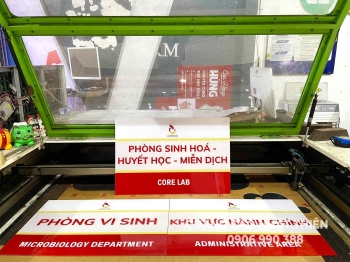 HÙNG
PHÒNG SINH HOÁ -
HUYẾT HỌC - MIỄN DỊCH
CORE LAB
PHÒNG VI SINH
MICROBIOLOGY DEPARTMENT
KHU VỰC HÀNH CHÍNH
ADMINISTRATIVE AREA
0906 990 388